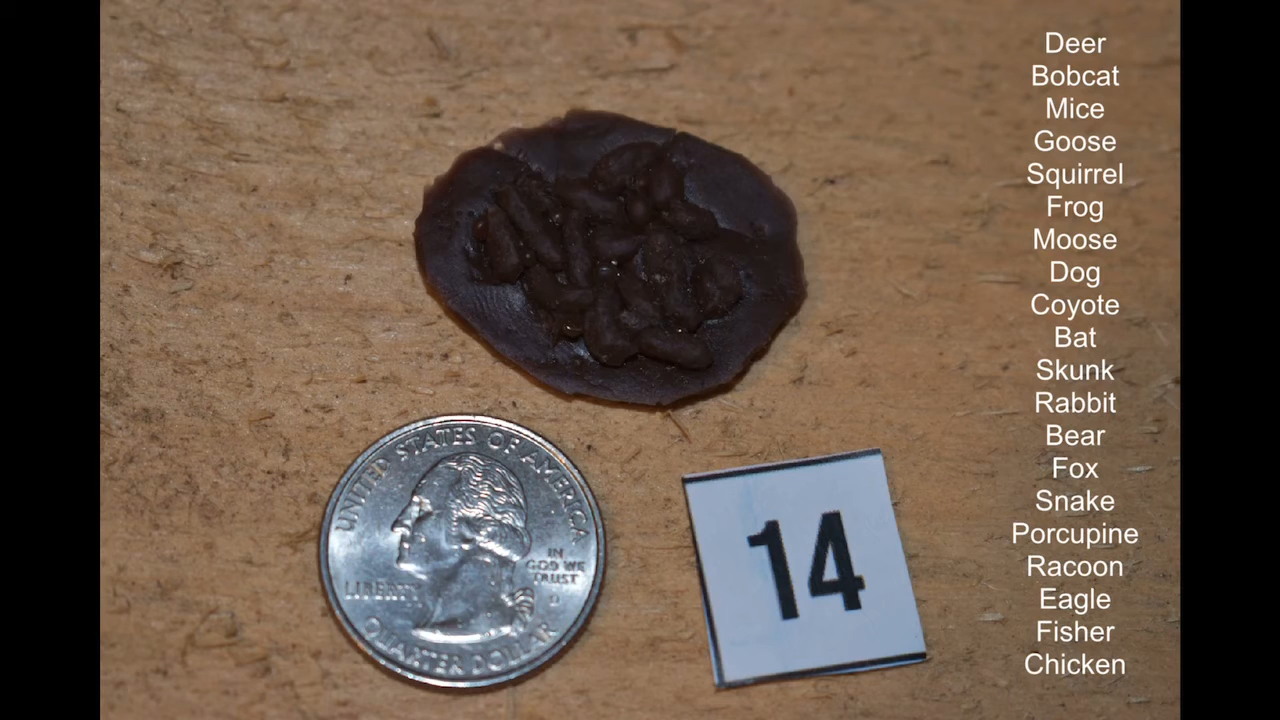 Deer
Bobcat
Mice
Goose
Squirrel
Frog
Moose
Dog
Coyote
Bat
Skunk
Rabbit
Bear
Fox
Snake
Porcupine
Racoon
Eagle
Fisher
Chicken
UNITED STATES OF AMERICA
LIBERTY
IN
GOD WE
TRUST
D
QUARTER DOLLAR
14